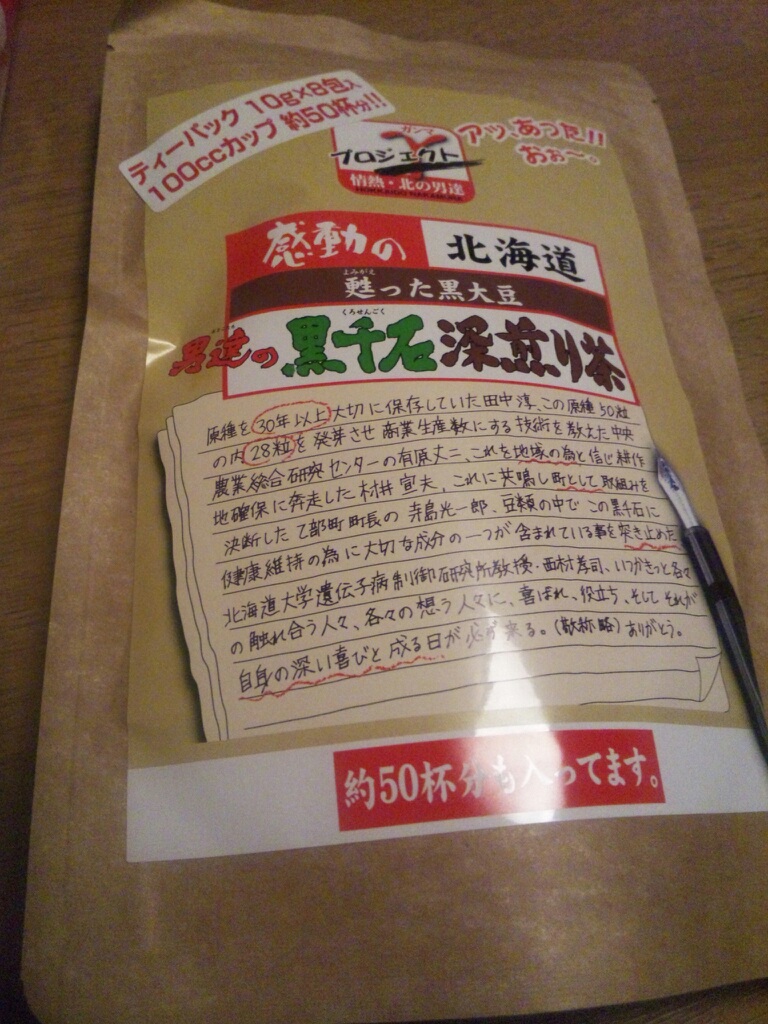 ティーパック 10g×8包入
100ccカップ 約50杯分!!
ガンマ
プロジェクト
情熱・北の男達
アッ、あった!!
おぉ〜。
感動の 北海道
よみがえ
甦った黒大豆
くろせんごく
男達の 黒千石 深煎り茶
原種を30年以上大切に保存していた田中淳、この原種50粒
の内28粒を発芽させ商業生産数にする技術を教えた中央
農業総合研究センターの有原丈二、これを地域の為と信じ耕作
地確保に奔走した村井宣夫、これに共鳴し町として取組みを
決断した乙部町町長の寺島光一郎、豆類の中でこの黒千石に
健康維持の為に大切な成分の一つが含まれている事を突き止めた
北海道大学遺伝子病制御研究所教授・西村孝司、いつかきっと各々
の触れ合う人々、各々の想う人々に、喜ばれ、役立ち、そしてそれが
自身の深い喜びと成る日が必ず来る。(敬称略)ありがとう。
約50杯分も入ってます。